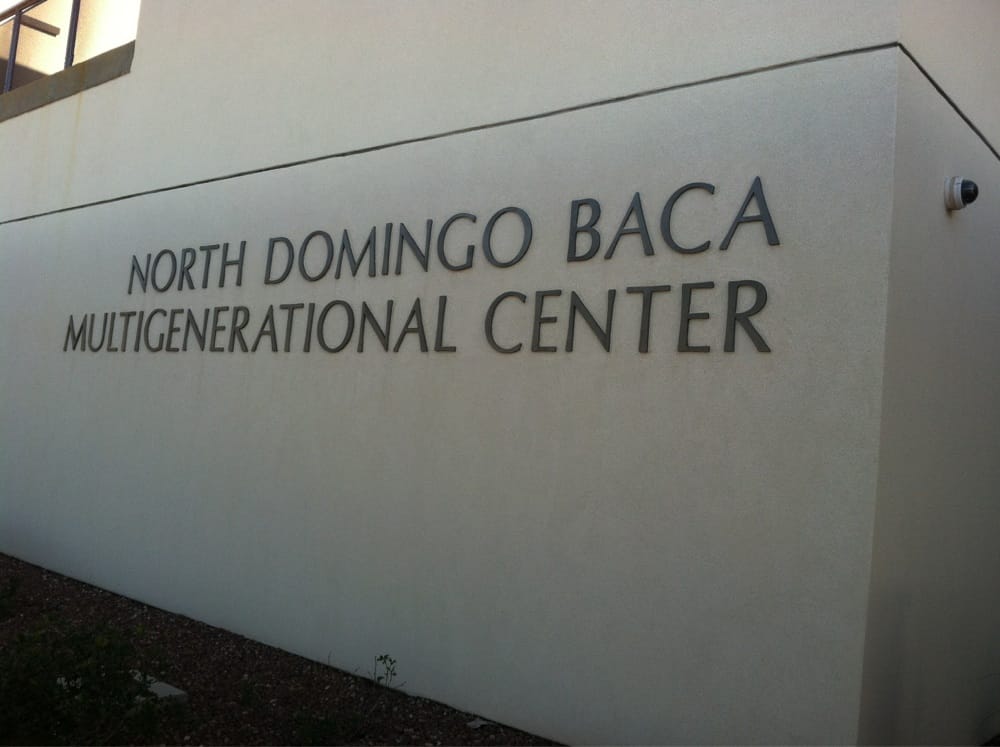 NORTH DOMINGO BACA
MULTIGENERATIONAL CENTER